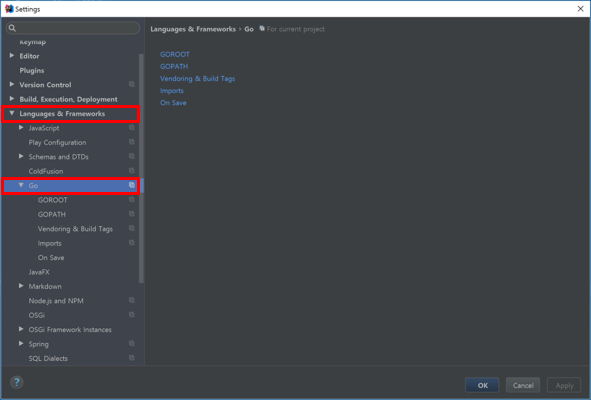 Settings
Keymap
Editor
Plugins
Version Control
Build, Execution, Deployment
Languages & Frameworks
JavaScript
Play Configuration
Schemas and DTDs
ColdFusion
Go
GOROOT
GOPATH
Vendoring & Build Tags
Imports
On Save
JavaFX
Markdown
Node.js and NPM
OSGi
OSGi Framework Instances
Spring
SQL Dialects
Languages & Frameworks › Go For current project
GOROOT
GOPATH
Vendoring & Build Tags
Imports
On Save
?
OK
Cancel
Apply